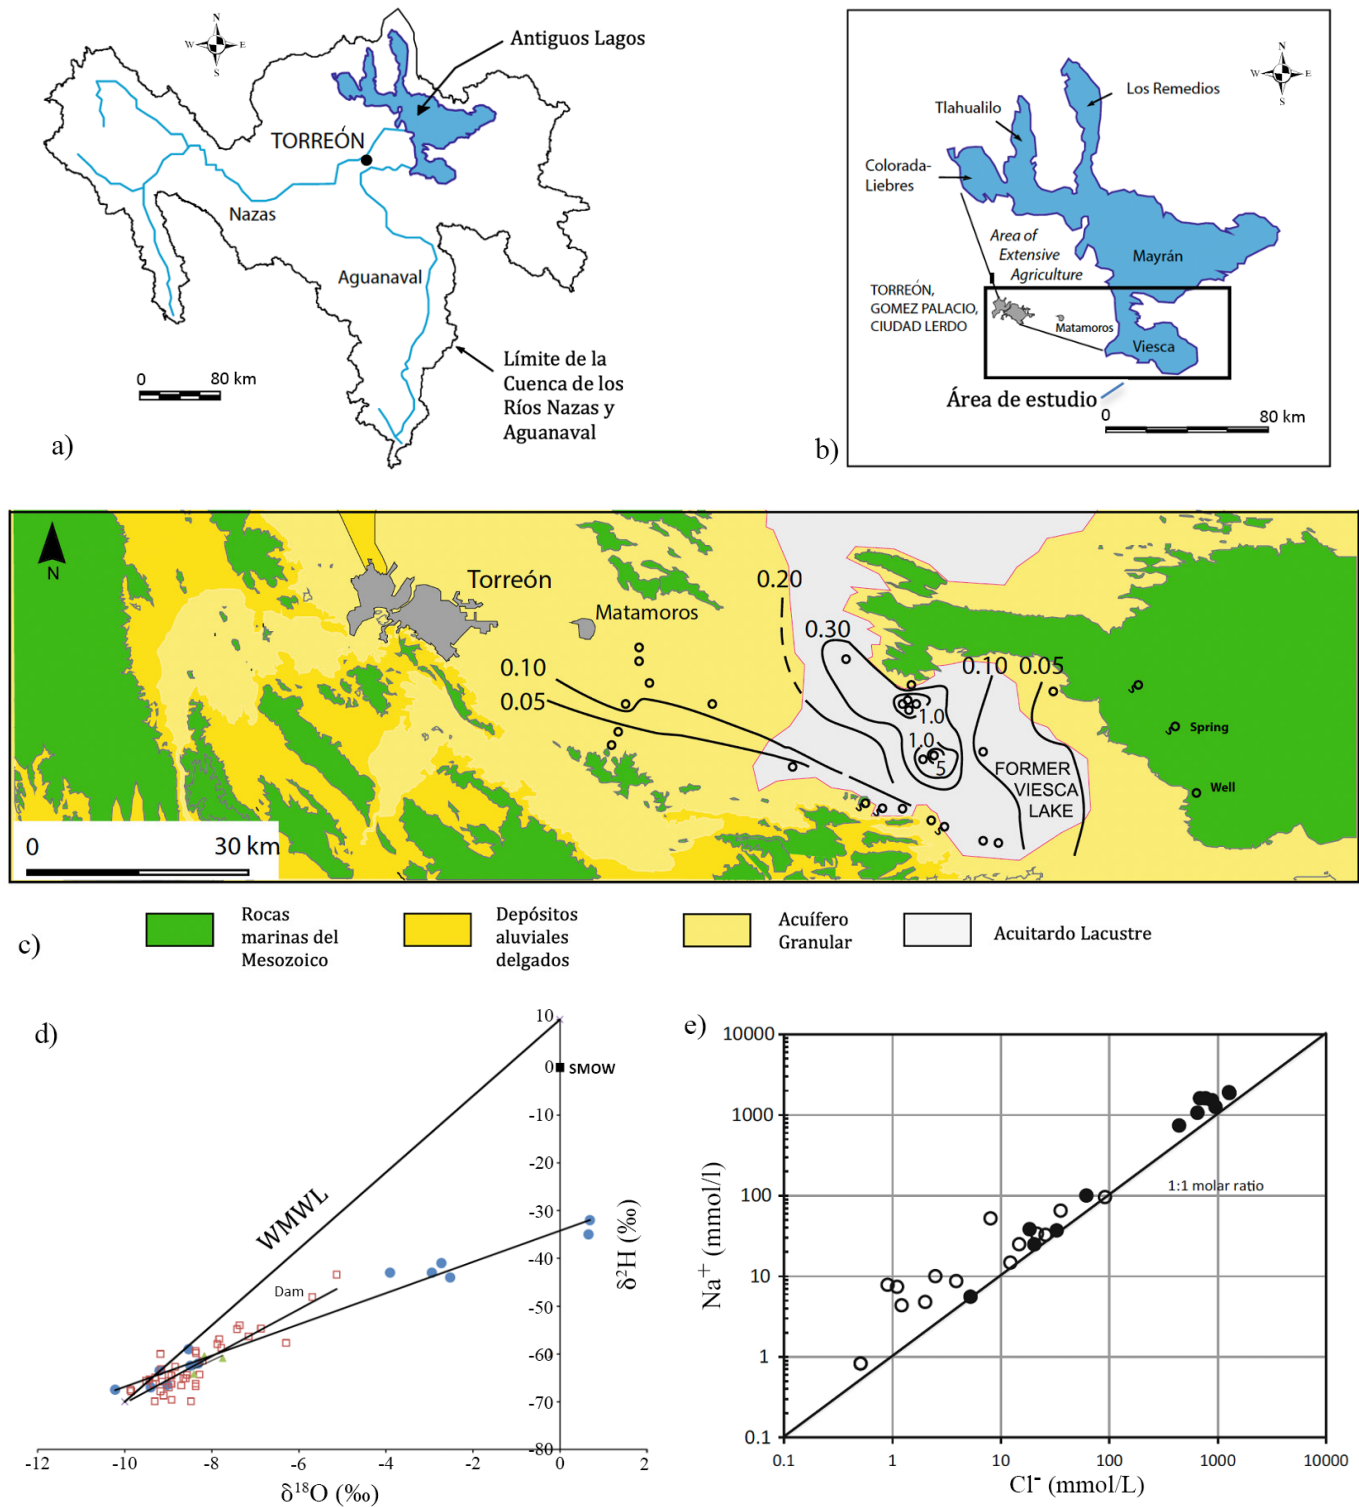 N
W
E
S
Antiguos Lagos
TORREÓN
Nazas
Aguanaval
Límite de la
Cuenca de los
Ríos Nazas y
Aguanaval
0
80 km
a)
N
W
E
S
Los Remedios
Tlahualilo
Colorada-
Liebres
Area of
Extensive
Agriculture
Mayrán
TORREÓN,
GOMEZ PALACIO,
CIUDAD LERDO
Matamoros
Viesca
Área de estudio
0
80 km
b)
N
Torreón
Matamoros
0.20
0.30
0.10
0.05
0.10
0.05
1.0
1.0
5
FORMER
VIESCA
LAKE
Spring
Well
0
30 km
c)
Rocas
marinas del
Mesozoico
Depósitos
aluviales
delgados
Acuífero
Granular
Acuitardo Lacustre
d)
10
0
SMOW
-10
-20
-30
-40
-50
-60
-70
-80
WMWL
Dam
δ²H (‰)
-12
-10
-8
-6
-4
-2
0
2
δ¹⁸O (‰)
e)
10000
1000
100
10
1
0.1
Na⁺ (mmol/l)
1:1 molar ratio
0.1
1
10
100
1000
10000
Cl⁻ (mmol/L)